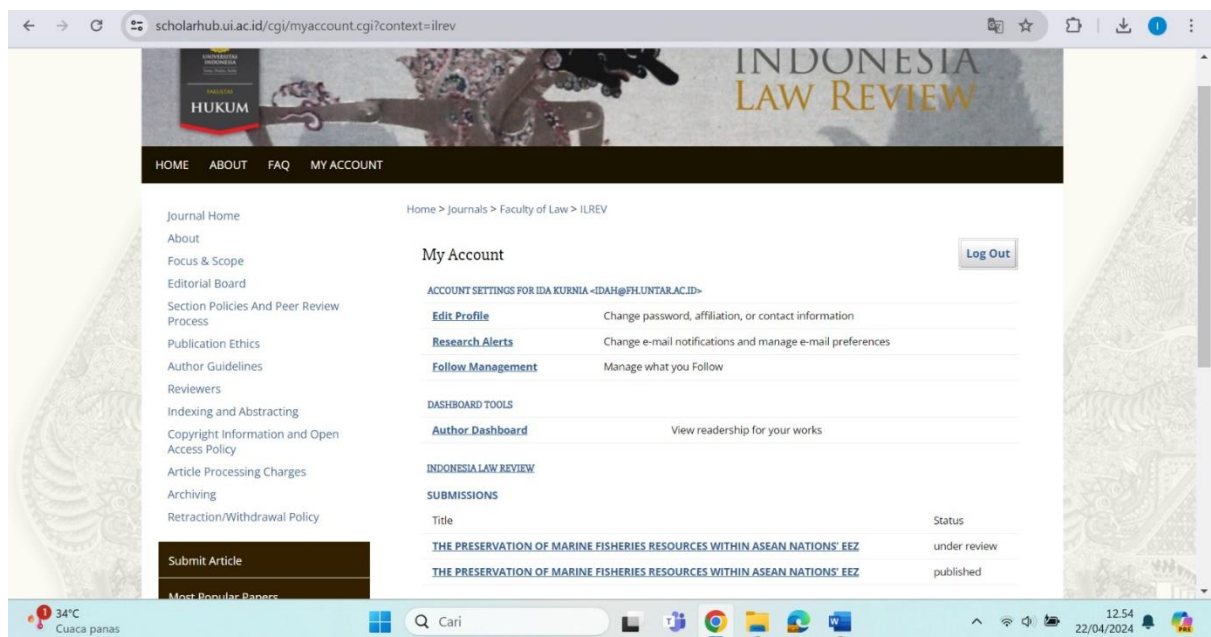 scholarhub.ui.ac.id/cgi/myaccount.cgi?context=ilrev
UNIVERSITAS
INDONESIA
FAKULTAS
HUKUM
INDONESIA
LAW REVIEW
HOME ABOUT FAQ MY ACCOUNT
Journal Home
About
Focus & Scope
Editorial Board
Section Policies And Peer Review
Process
Publication Ethics
Author Guidelines
Reviewers
Indexing and Abstracting
Copyright Information and Open
Access Policy
Article Processing Charges
Archiving
Retraction/Withdrawal Policy
Submit Article
Most Popular Papers
Home > Journals > Faculty of Law > ILREV
My Account
Log Out
ACCOUNT SETTINGS FOR IDA KURNIA <IDAH@FH.UNTAR.AC.ID>
Edit Profile Change password, affiliation, or contact information
Research Alerts Change e-mail notifications and manage e-mail preferences
Follow Management Manage what you Follow
DASHBOARD TOOLS
Author Dashboard View readership for your works
INDONESIA LAW REVIEW
SUBMISSIONS
Title Status
THE PRESERVATION OF MARINE FISHERIES RESOURCES WITHIN ASEAN NATIONS' EEZ under review
THE PRESERVATION OF MARINE FISHERIES RESOURCES WITHIN ASEAN NATIONS' EEZ published
1
34°C
Cuaca panas
Cari
12.54
22/04/2024
PRE